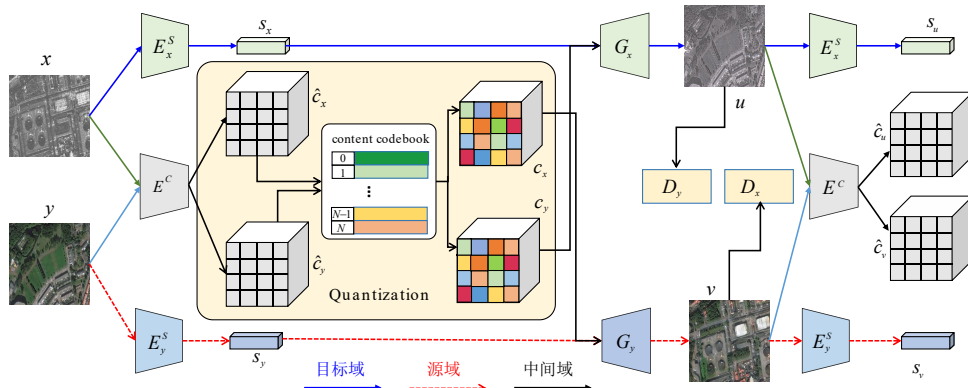 x
E_x^S
s_x
G_x
u
E_x^S
s_u
ĉ_x
content codebook
0
1
⋮
N−1
N
c_x
c_y
ĉ_y
Quantization
E^C
D_y
D_x
E^C
ĉ_u
ĉ_v
y
E_y^S
s_y
G_y
v
E_y^S
s_v
目标域
源域
中间域